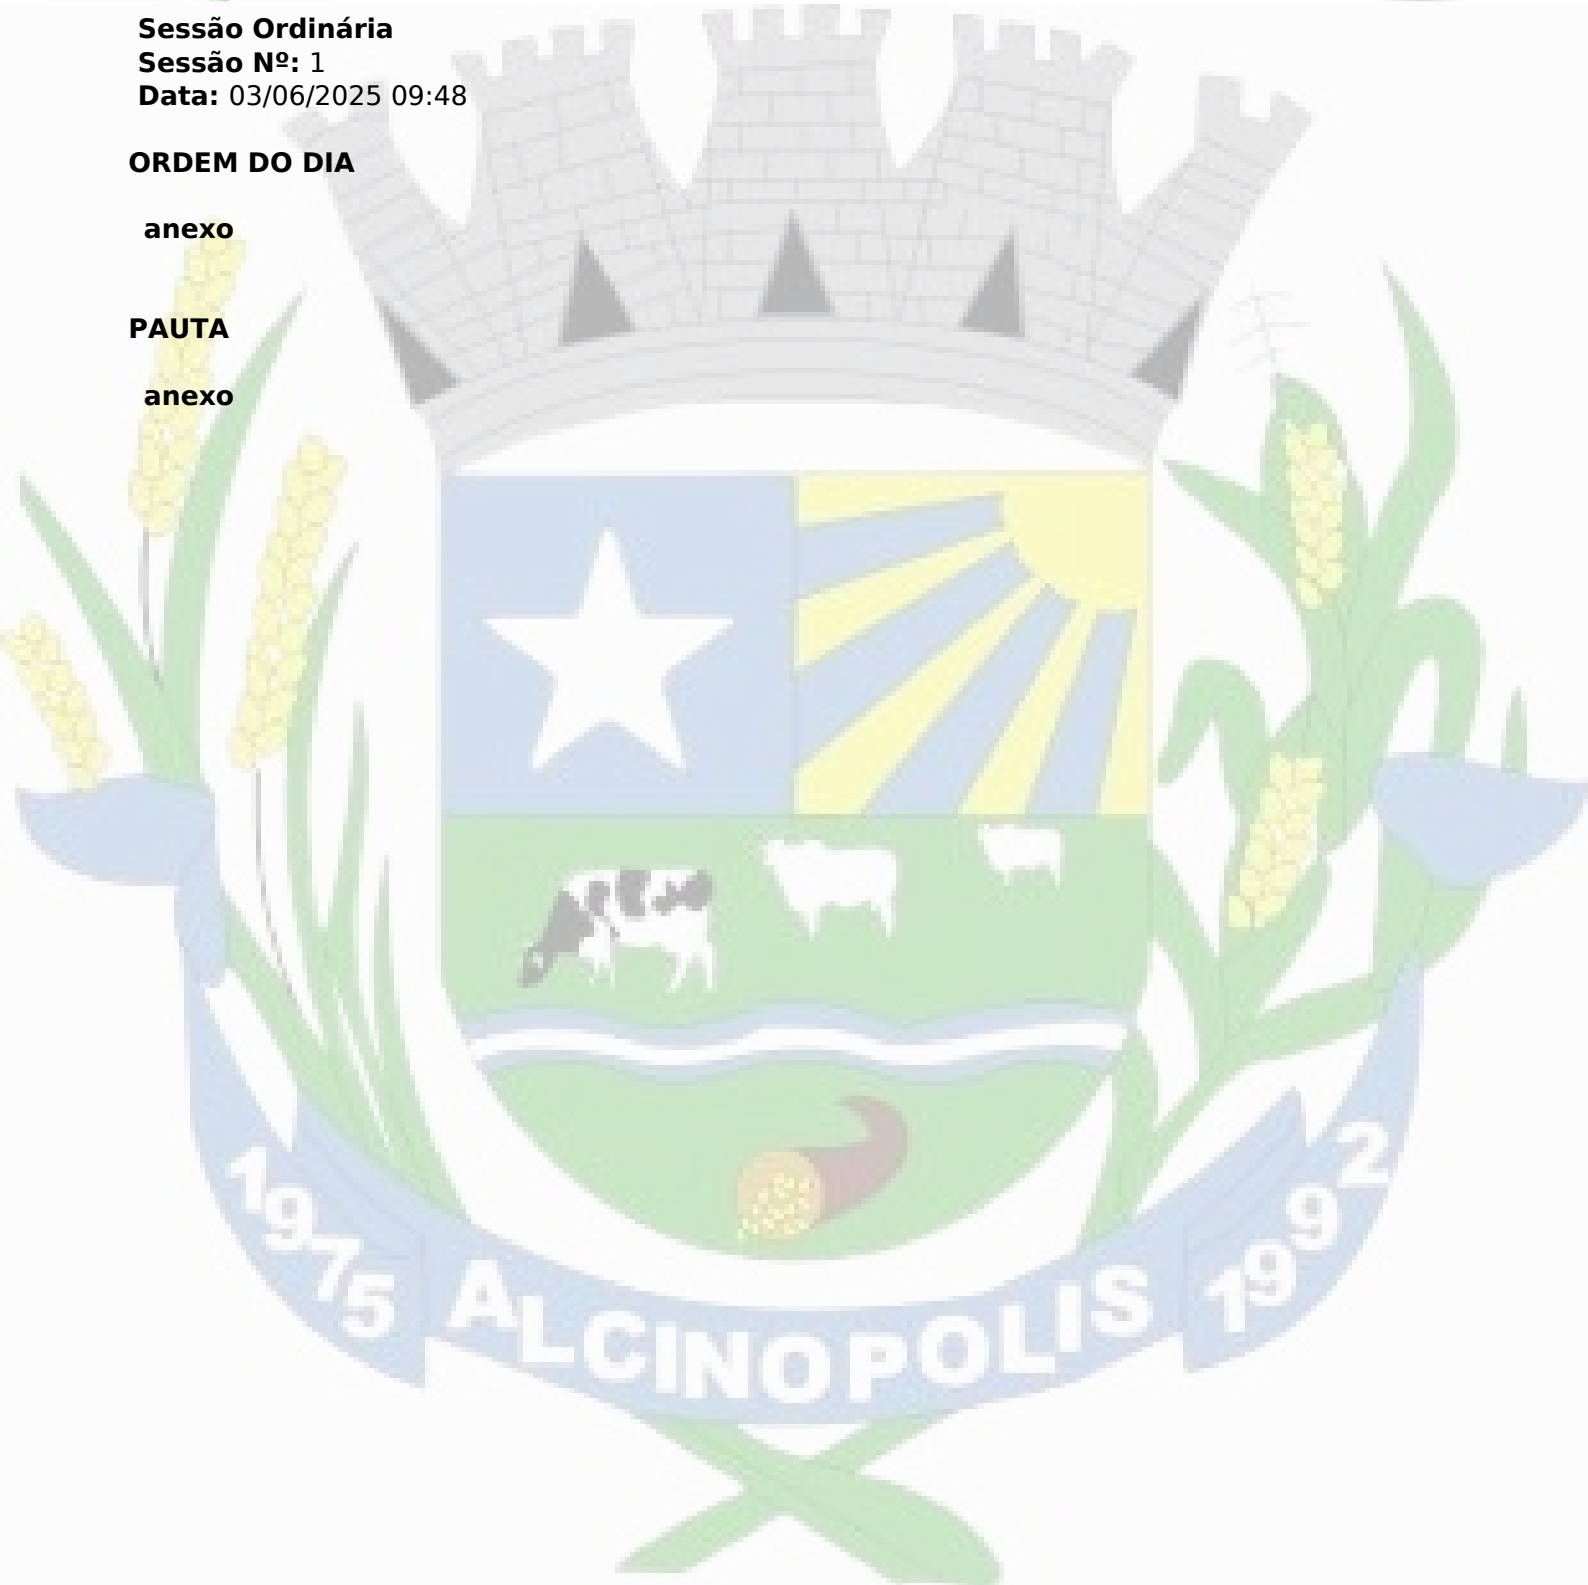 Sessão Ordinária
Sessão Nº: 1
Data: 03/06/2025 09:48
ORDEM DO DIA
anexo
PAUTA
anexo
1975 ALCINOPOLIS 1992